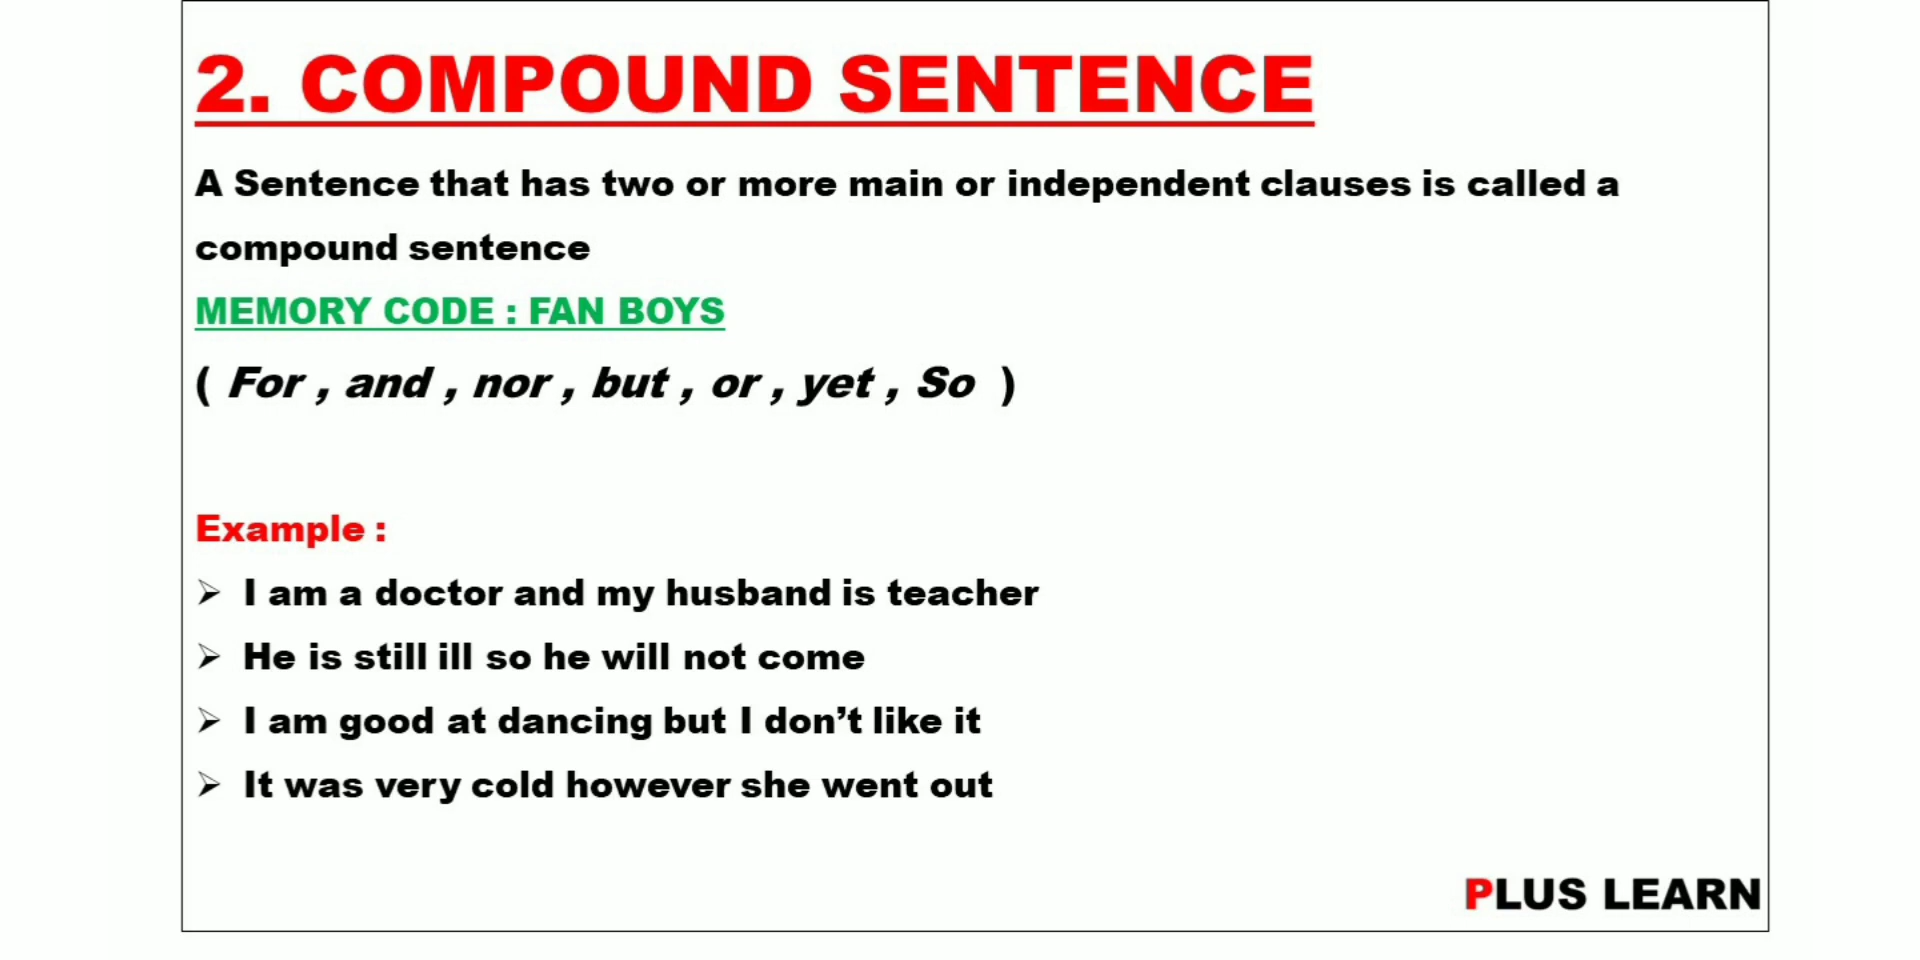 2. COMPOUND SENTENCE
A Sentence that has two or more main or independent clauses is called a
compound sentence
MEMORY CODE : FAN BOYS
( For , and , nor , but , or , yet , So )
Example :
➢ I am a doctor and my husband is teacher
➢ He is still ill so he will not come
➢ I am good at dancing but I don’t like it
➢ It was very cold however she went out
PLUS LEARN